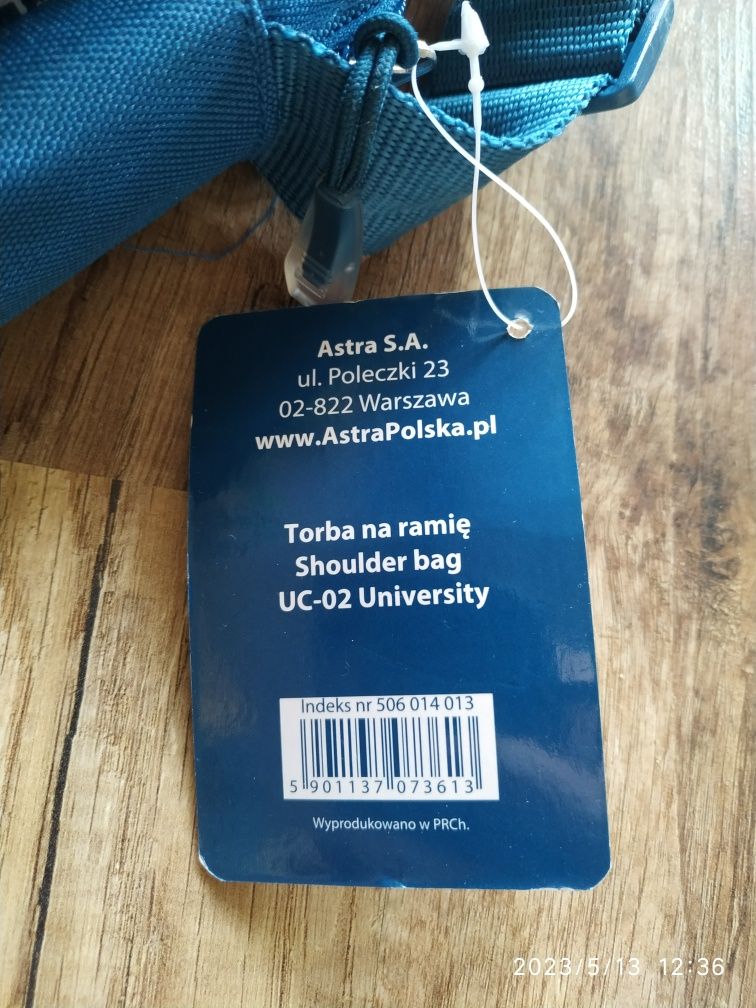 Astra S.A.
ul. Poleczki 23
02-822 Warszawa
www.AstraPolska.pl
Torba na ramię
Shoulder bag
UC-02 University
Indeks nr 506 014 013
5 901137 073613
Wyprodukowano w PRCh.
2023/5/13 12:36